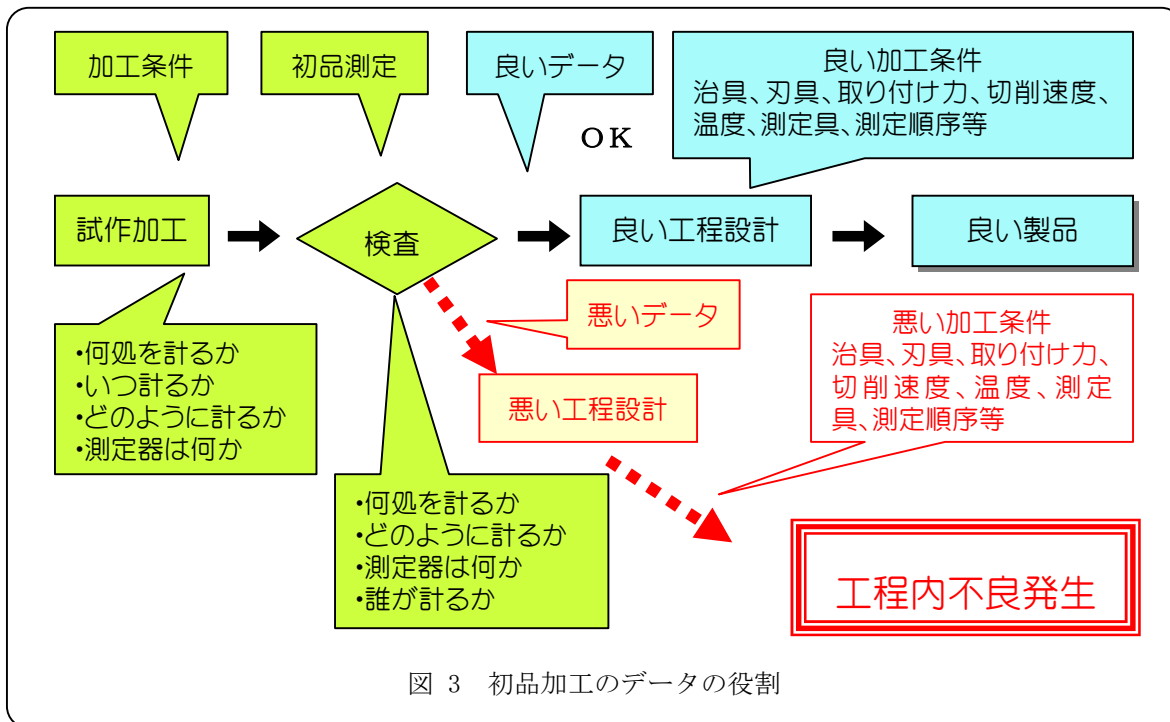 加工条件
初品測定
良いデータ
OK
良い加工条件
治具、刃具、取り付け力、切削速度、
温度、測定具、測定順序等
試作加工
検査
良い工程設計
良い製品
・何処を計るか
・いつ計るか
・どのように計るか
・測定器は何か
悪いデータ
悪い工程設計
悪い加工条件
治具、刃具、取り付け力、
切削速度、温度、測定
具、測定順序等
・何処を計るか
・どのように計るか
・測定器は何か
・誰が計るか
工程内不良発生
図 3 初品加工のデータの役割